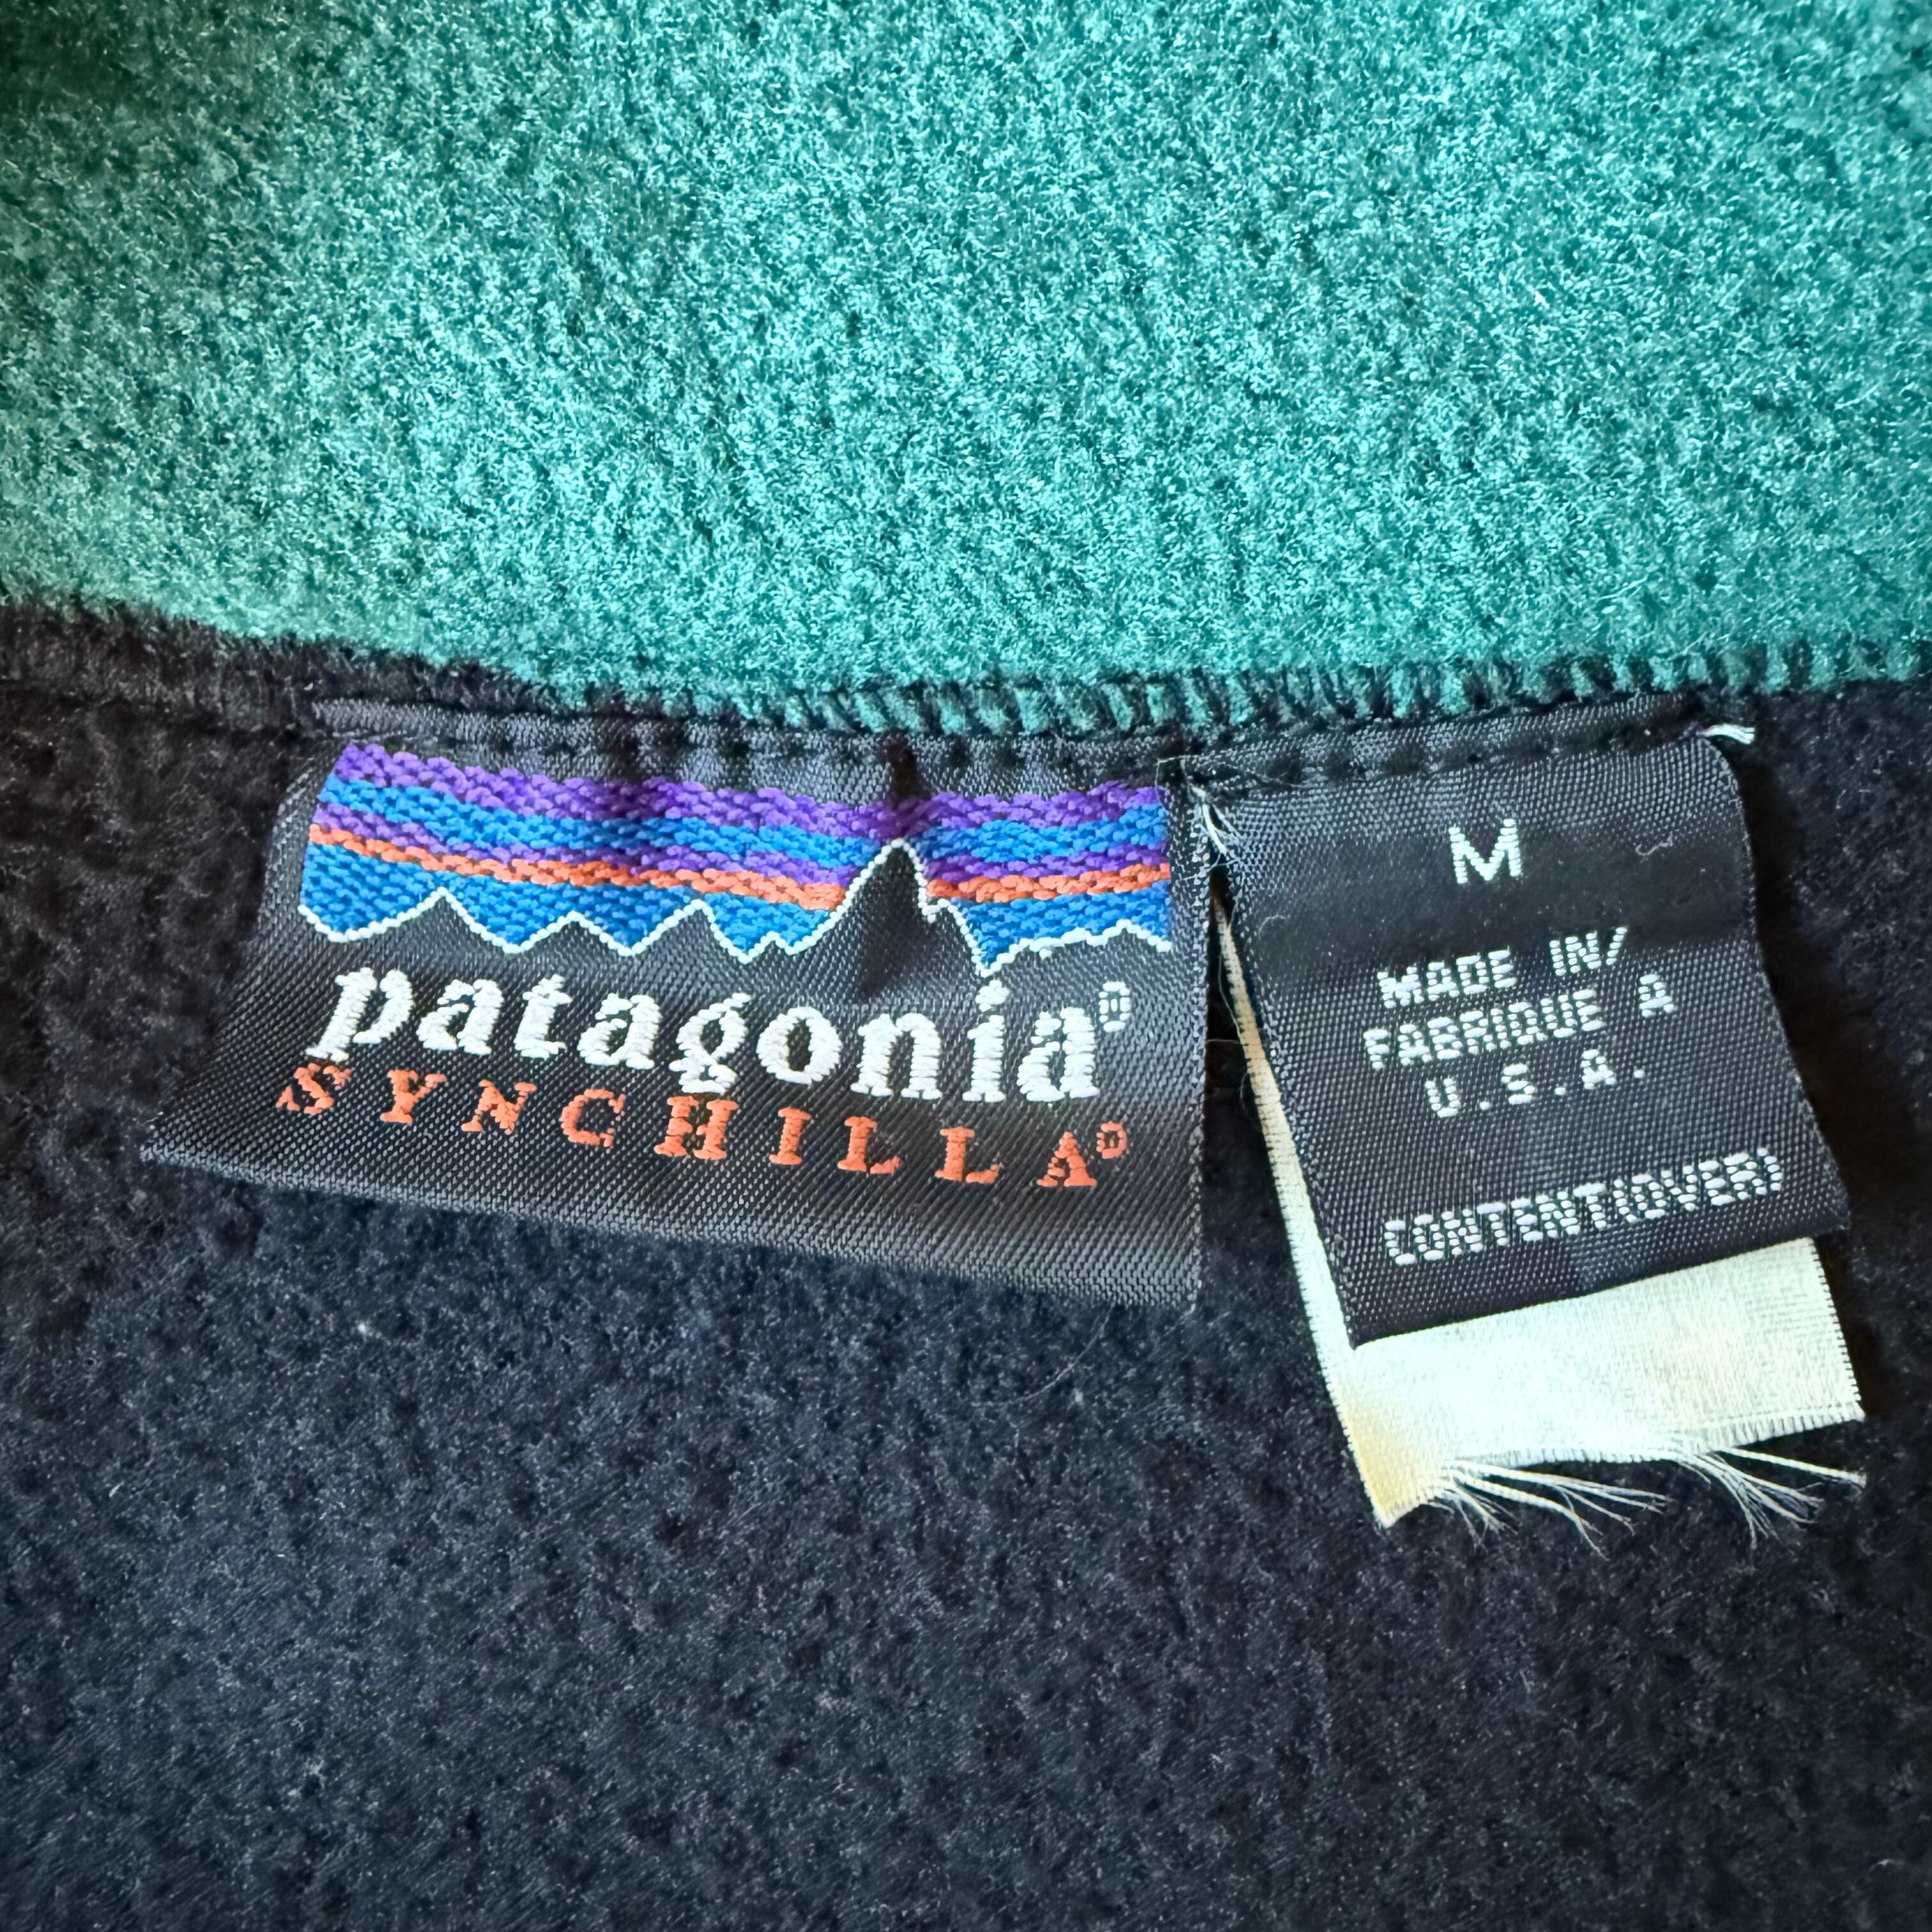 patagonia®
SYNCHILLA®
M
MADE IN/
FABRIQUE A
U.S.A.
CONTENT(OVER)